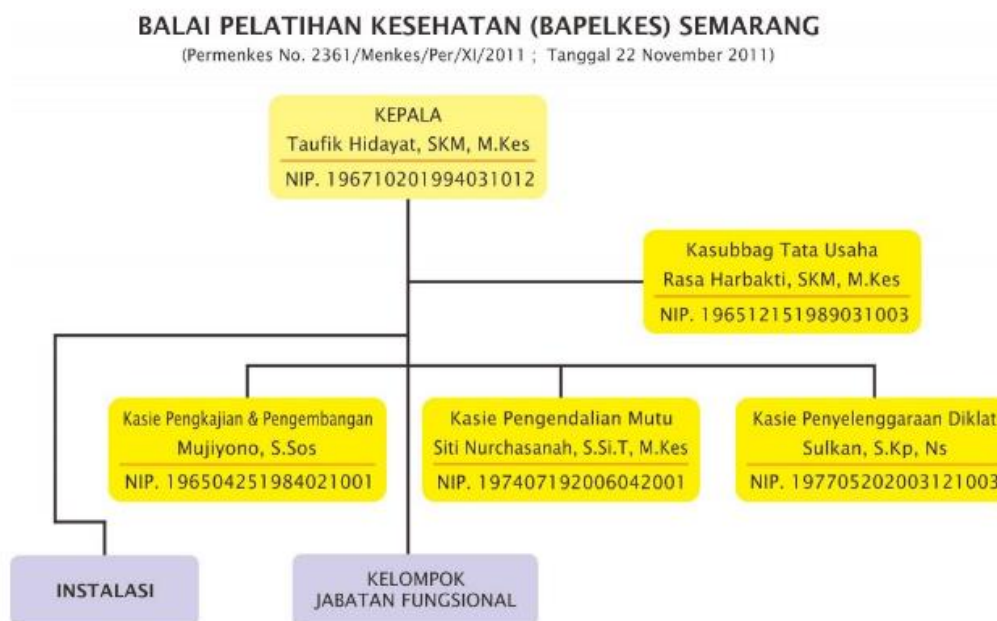 BALAI PELATIHAN KESEHATAN (BAPELKES) SEMARANG
(Permenkes No. 2361/Menkes/Per/XI/2011 ; Tanggal 22 November 2011)
KEPALA
Taufik Hidayat, SKM, M.Kes
NIP. 196710201994031012
Kasubbag Tata Usaha
Rasa Harbakti, SKM, M.Kes
NIP. 196512151989031003
Kasie Pengkajian & Pengembangan
Mujiyono, S.Sos
NIP. 196504251984021001
Kasie Pengendalian Mutu
Siti Nurchasanah, S.Si.T, M.Kes
NIP. 197407192006042001
Kasie Penyelenggaraan Diklat
Sulkan, S.Kp, Ns
NIP. 197705202003121003
INSTALASI
KELOMPOK
JABATAN FUNGSIONAL